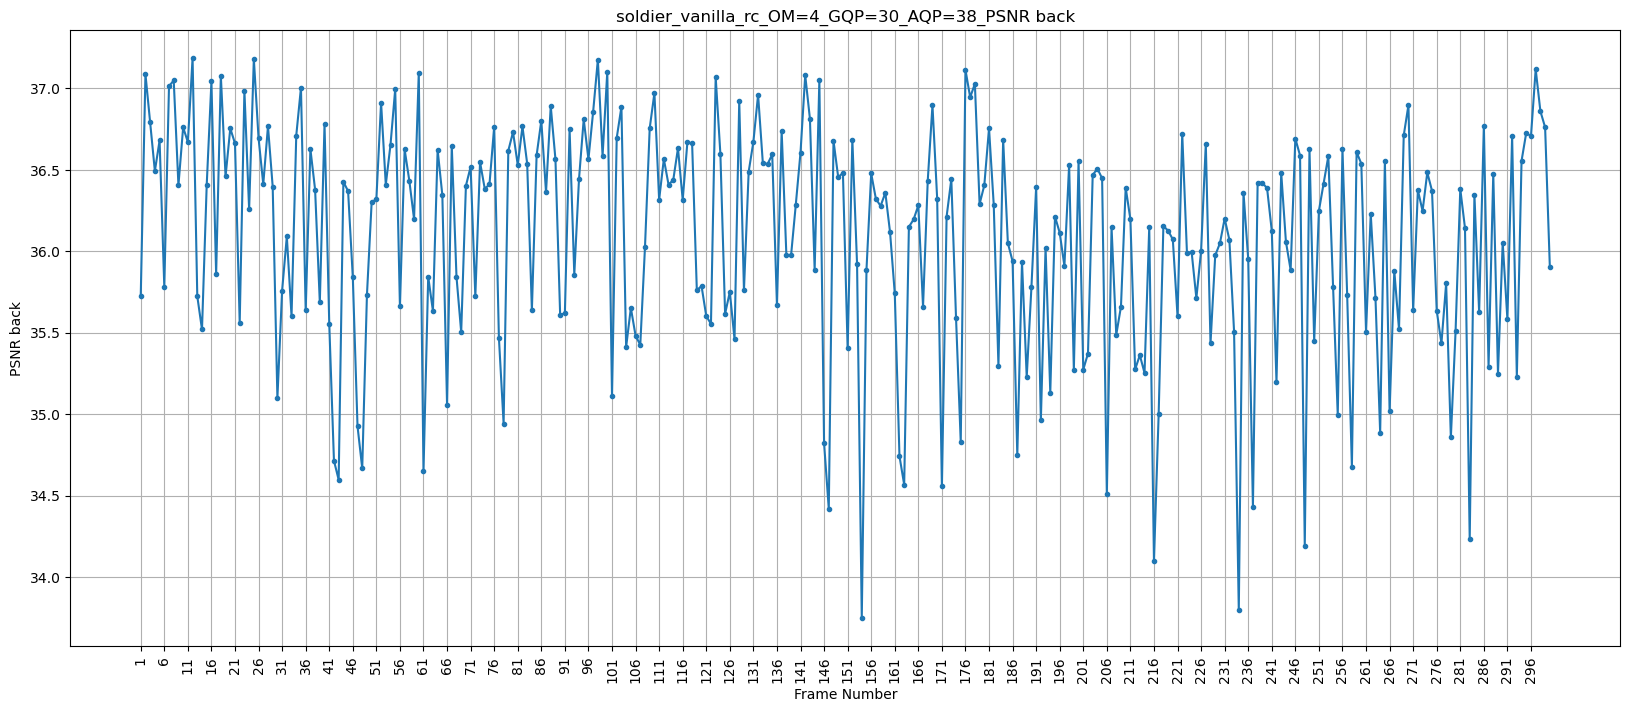 soldier_vanilla_rc_OM=4_GQP=30_AQP=38_PSNR back
PSNR back
37.0
36.5
36.0
35.5
35.0
34.5
34.0
1 6 11 16 21 26 31 36 41 46 51 56 61 66 71 76 81 86 91 96 101 106 111 116 121 126 131 136 141 146 151 156 161 166 171 176 181 186 191 196 201 206 211 216 221 226 231 236 241 246 251 256 261 266 271 276 281 286 291 296
Frame Number